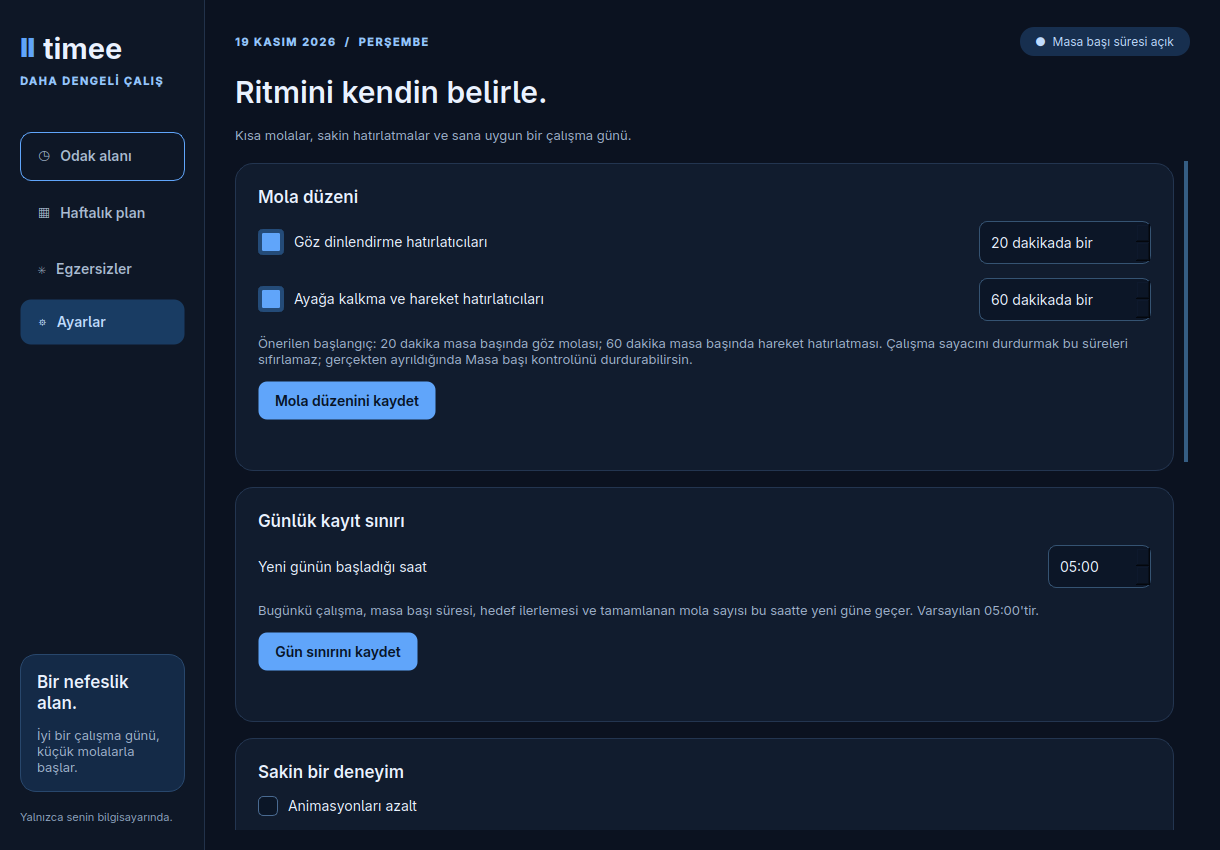 timee
DAHA DENGELİ ÇALIŞ
Odak alanı
Haftalık plan
Egzersizler
Ayarlar
Bir nefeslik
alan.
İyi bir çalışma günü,
küçük molalarla
başlar.
Yalnızca senin bilgisayarında.
19 KASIM 2026 / PERŞEMBE
Masa başı süresi açık
Ritmini kendin belirle.
Kısa molalar, sakin hatırlatmalar ve sana uygun bir çalışma günü.
Mola düzeni
Göz dinlendirme hatırlatıcıları
20 dakikada bir
Ayağa kalkma ve hareket hatırlatıcıları
60 dakikada bir
Önerilen başlangıç: 20 dakika masa başında göz molası; 60 dakika masa başında hareket hatırlatması. Çalışma sayacını durdurmak bu süreleri
sıfırlamaz; gerçekten ayrıldığında Masa başı kontrolünü durdurabilirsin.
Mola düzenini kaydet
Günlük kayıt sınırı
Yeni günün başladığı saat
05:00
Bugünkü çalışma, masa başı süresi, hedef ilerlemesi ve tamamlanan mola sayısı bu saatte yeni güne geçer. Varsayılan 05:00'tir.
Gün sınırını kaydet
Sakin bir deneyim
Animasyonları azalt